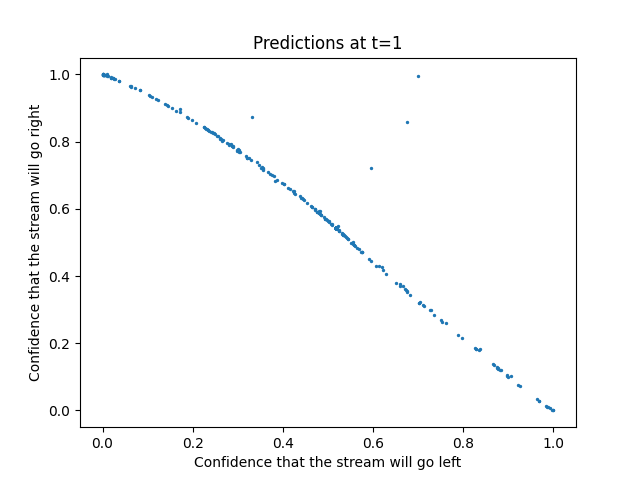 Predictions at t=1
Confidence that the stream will go right
1.0
0.8
0.6
0.4
0.2
0.0
0.0 0.2 0.4 0.6 0.8 1.0
Confidence that the stream will go left